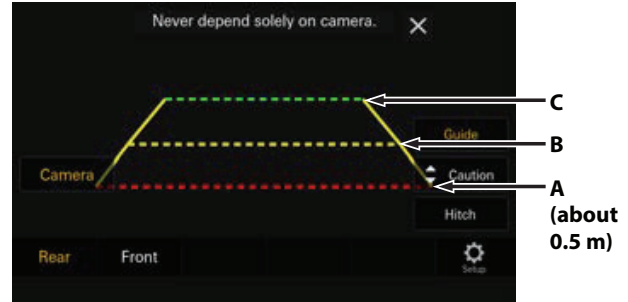 Never depend solely on camera.
C
Guide
B
Camera
Caution
A
(about
0.5 m)
Hitch
Rear Front
Setup